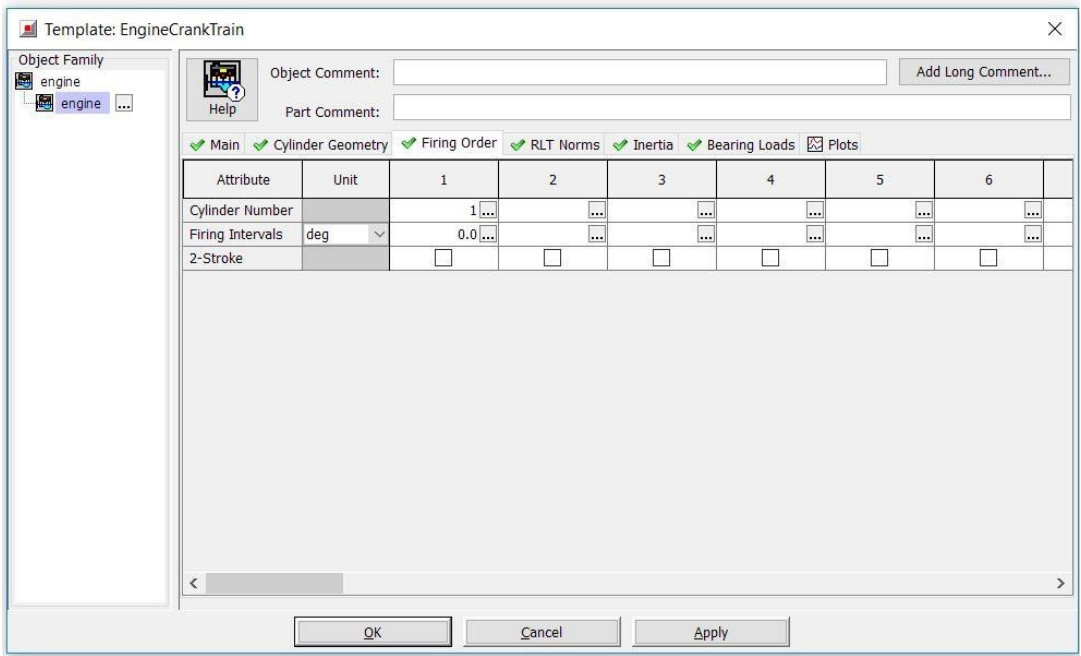 Template: EngineCrankTrain
Object Family
engine
engine ...
Help
Object Comment:
Add Long Comment...
Part Comment:
Main Cylinder Geometry Firing Order RLT Norms Inertia Bearing Loads Plots
Attribute Unit 1 2 3 4 5 6
Cylinder Number 1 ... ... ... ... ... ...
Firing Intervals deg 0.0 ... ... ... ... ... ...
2-Stroke
OK Cancel Apply